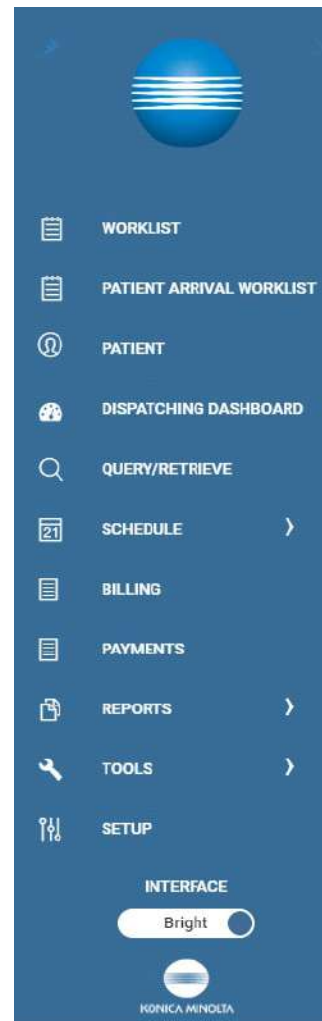 WORKLIST
PATIENT ARRIVAL WORKLIST
PATIENT
DISPATCHING DASHBOARD
QUERY/RETRIEVE
21 SCHEDULE
BILLING
PAYMENTS
REPORTS
TOOLS
SETUP
INTERFACE
Bright
KONICA MINOLTA